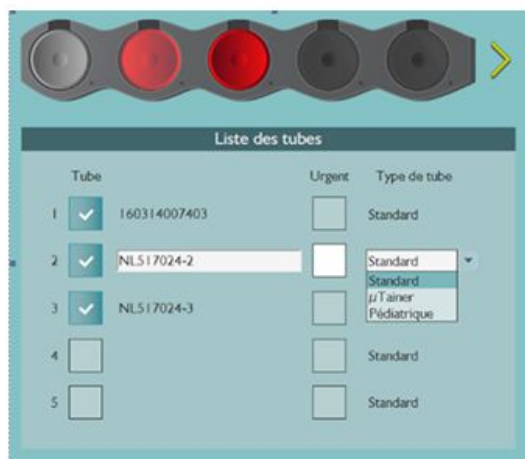 Liste des tubes
Tube Urgent Type de tube
1 160314007403 Standard
2 NL517024-2 Standard
Standard
µTainer
Pédiatrique
3 NL517024-3
4 Standard
5 Standard